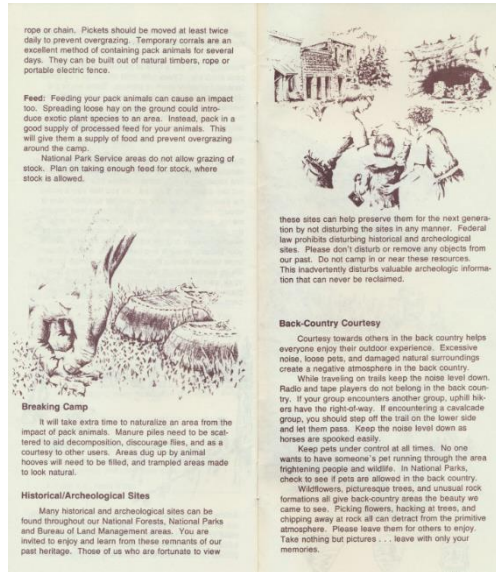 rope or chain. Pickets should be moved at least twice
daily to prevent overgrazing. Temporary corrals are an
excellent method of containing pack animals for several
days. They can be built out of natural timbers, rope or
portable electric fence.
Feed: Feeding your pack animals can cause an impact
too. Spreading loose hay on the ground could intro-
duce exotic plant species to an area. Instead, pack in a
good supply of processed feed for your animals. This
will give them a supply of food and prevent overgrazing
around the camp.
National Park Service areas do not allow grazing of
stock. Plan on taking enough feed for stock, where
stock is allowed.
Breaking Camp
It will take extra time to naturalize an area from the
impact of pack animals. Manure piles need to be scat-
tered to aid decomposition, discourage flies, and as a
courtesy to other users. Areas dug up by animal
hooves will need to be filled, and trampled areas made
to look natural.
Historical/Archeological Sites
Many historical and archeological sites can be
found throughout our National Forests, National Parks
and Bureau of Land Management areas. You are
invited to enjoy and learn from these remnants of our
past heritage. Those of us who are fortunate to view
these sites can help preserve them for the next genera-
tion by not disturbing the sites in any manner. Federal
law prohibits disturbing historical and archeological
sites. Please don't disturb or remove any objects from
our past. Do not camp in or near these resources.
This inadvertently disturbs valuable archeologic informa-
tion that can never be reclaimed.
Back-Country Courtesy
Courtesy towards others in the back country helps
everyone enjoy their outdoor experience. Excessive
noise, loose pets, and damaged natural surroundings
create a negative atmosphere in the back country.
While traveling on trails keep the noise level down.
Radio and tape players do not belong in the back coun-
try. If your group encounters another group, uphill hik-
ers have the right-of-way. If encountering a cavalcade
group, you should step off the trail on the lower side
and let them pass. Keep the noise level down as
horses are spooked easily.
Keep pets under control at all times. No one
wants to have someone's pet running through the area
frightening people and wildlife. In National Parks,
check to see if pets are allowed in the back country.
Wildflowers, picturesque trees, and unusual rock
formations all give back-country areas the beauty we
came to see. Picking flowers, hacking at trees, and
chipping away at rock all can detract from the primitive
atmosphere. Please leave them for others to enjoy.
Take nothing but pictures . . . leave with only your
memories.